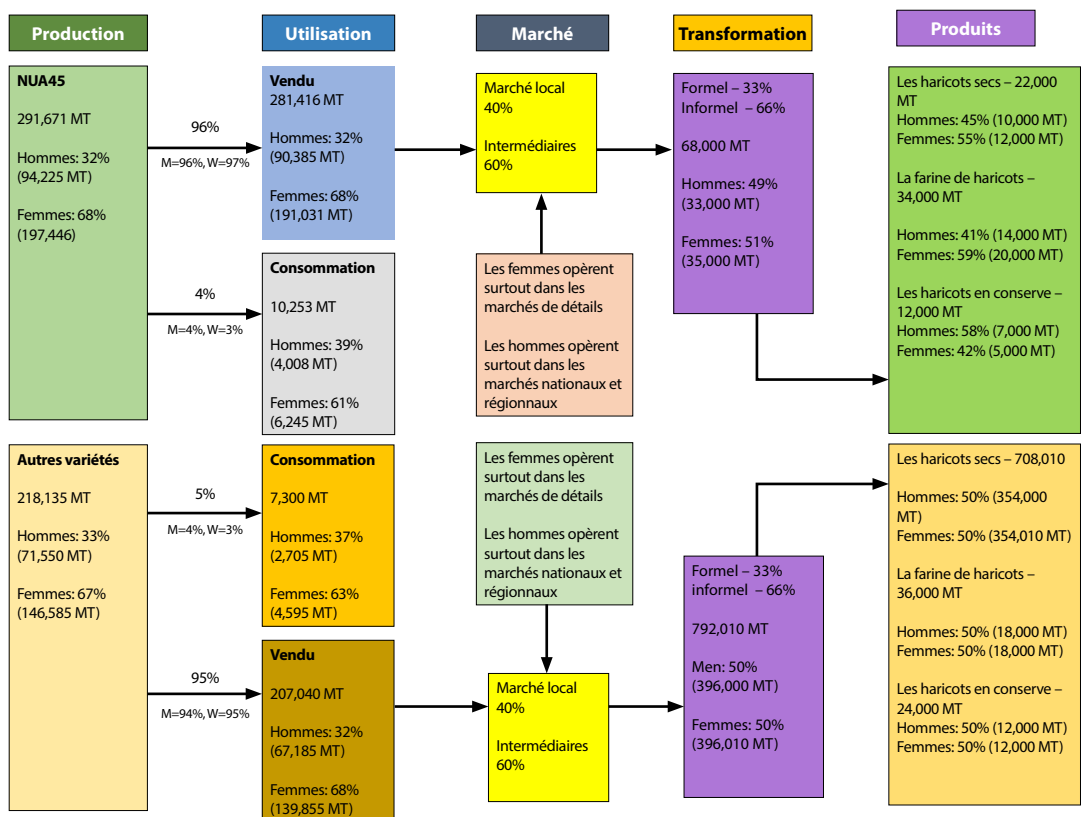 Production
Utilisation
Marché
Transformation
Produits
NUA45
291,671 MT
Hommes: 32%
(94,225 MT)
Femmes: 68%
(197,446)
96%
M=96%, W=97%
4%
M=4%, W=3%
Vendu
281,416 MT
Hommes: 32%
(90,385 MT)
Femmes: 68%
(191,031 MT)
Consommation
10,253 MT
Hommes: 39%
(4,008 MT)
Femmes: 61%
(6,245 MT)
Marché local
40%
Intermédiaires
60%
Les femmes opèrent
surtout dans les
marchés de détails
Les hommes opèrent
surtout dans les
marchés nationaux et
régionnaux
Formel – 33%
Informel – 66%
68,000 MT
Hommes: 49%
(33,000 MT)
Femmes: 51%
(35,000 MT)
Les haricots secs – 22,000
MT
Hommes: 45% (10,000 MT)
Femmes: 55% (12,000 MT)
La farine de haricots –
34,000 MT
Hommes: 41% (14,000 MT)
Femmes: 59% (20,000 MT)
Les haricots en conserve –
12,000 MT
Hommes: 58% (7,000 MT)
Femmes: 42% (5,000 MT)
Autres variétés
218,135 MT
Hommes: 33%
(71,550 MT)
Femmes: 67%
(146,585 MT)
5%
M=4%, W=3%
95%
M=94%, W=95%
Consommation
7,300 MT
Hommes: 37%
(2,705 MT)
Femmes: 63%
(4,595 MT)
Vendu
207,040 MT
Hommes: 32%
(67,185 MT)
Femmes: 68%
(139,855 MT)
Les femmes opèrent
surtout dans les
marchés de détails
Les hommes opèrent
surtout dans les
marchés nationaux et
régionnaux
Marché local
40%
Intermédiaires
60%
Formel – 33%
informel – 66%
792,010 MT
Men: 50%
(396,000 MT)
Femmes: 50%
(396,010 MT)
Les haricots secs – 708,010
Hommes: 50% (354,000
MT)
Femmes: 50% (354,010 MT)
La farine de haricots –
36,000 MT
Hommes: 50% (18,000 MT)
Femmes: 50% (18,000 MT)
Les haricots en conserve –
24,000 MT
Hommes: 50% (12,000 MT)
Femmes: 50% (12,000 MT)